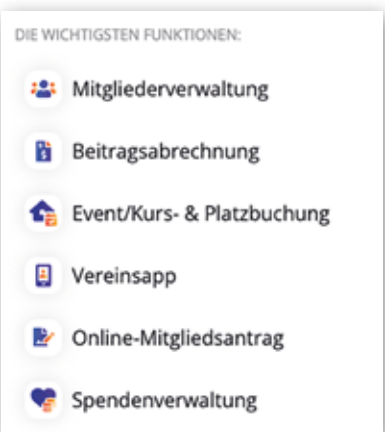 DIE WICHTIGSTEN FUNKTIONEN:
Mitgliederverwaltung
Beitragsabrechnung
Event/Kurs- & Platzbuchung
Vereinsapp
Online-Mitgliedsantrag
Spendenverwaltung